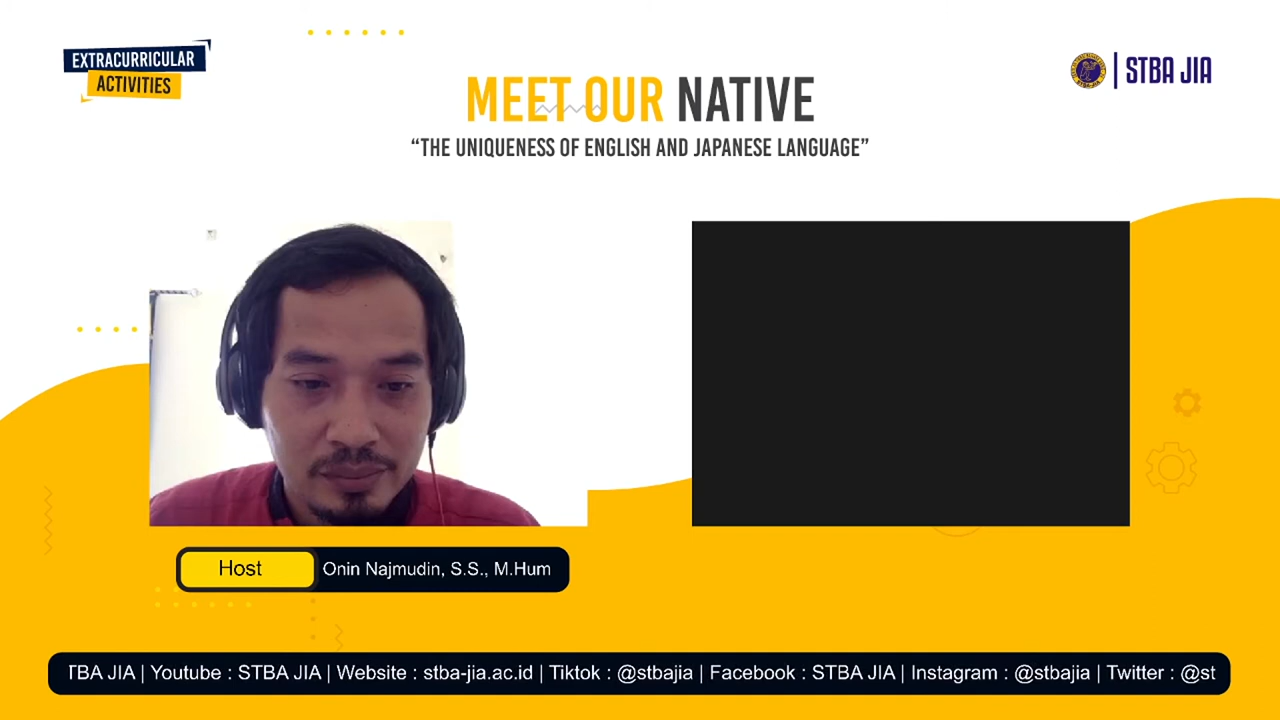 EXTRACURRICULAR
ACTIVITIES
STBA JIA
MEET OUR NATIVE
“THE UNIQUENESS OF ENGLISH AND JAPANESE LANGUAGE”
Host
Onin Najmudin, S.S., M.Hum
TBA JIA | Youtube : STBA JIA | Website : stba-jia.ac.id | Tiktok : @stbajia | Facebook : STBA JIA | Instagram : @stbajia | Twitter : @st